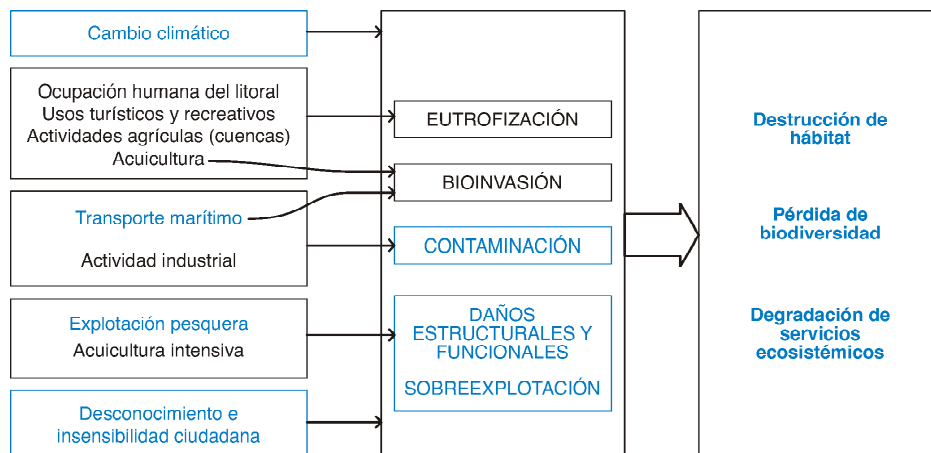 Cambio climático
Ocupación humana del litoral
Usos turísticos y recreativos
Actividades agrículas (cuencas)
Acuicultura
Transporte marítimo
Actividad industrial
Explotación pesquera
Acuicultura intensiva
Desconocimiento e
insensibilidad ciudadana
EUTROFIZACIÓN
BIOINVASIÓN
CONTAMINACIÓN
DAÑOS
ESTRUCTURALES Y
FUNCIONALES
SOBREEXPLOTACIÓN
Destrucción de
hábitat
Pérdida de
biodiversidad
Degradación de
servicios
ecosistémicos